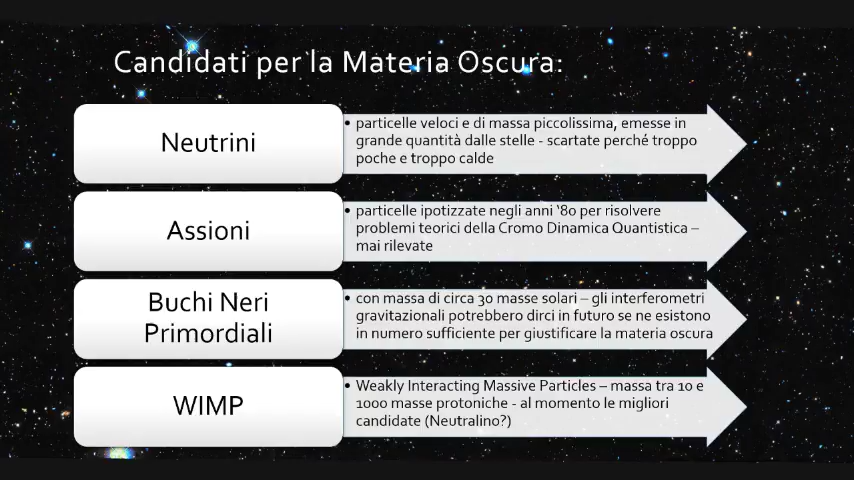 Candidati per la Materia Oscura:
Neutrini
• particelle veloci e di massa piccolissima, emesse in
grande quantità dalle stelle - scartate perché troppo
poche e troppo calde
Assioni
• particelle ipotizzate negli anni ‘80 per risolvere
problemi teorici della Cromo Dinamica Quantistica –
mai rilevate
Buchi Neri
Primordiali
• con massa di circa 30 masse solari – gli interferometri
gravitazionali potrebbero dirci in futuro se ne esistono
in numero sufficiente per giustificare la materia oscura
WIMP
• Weakly Interacting Massive Particles – massa tra 10 e
1000 masse protoniche - al momento le migliori
candidate (Neutralino?)